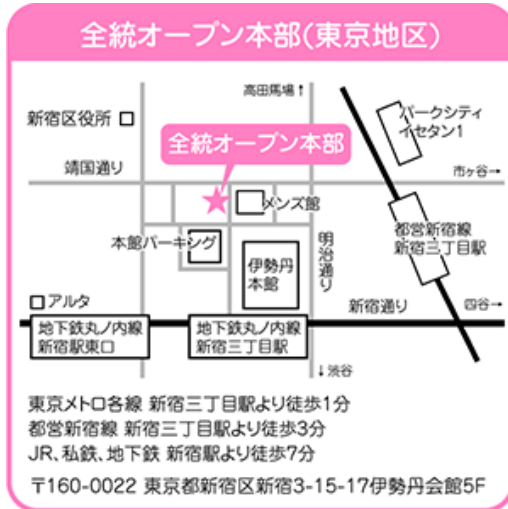 全統オープン本部(東京地区)
高田馬場↑
新宿区役所
パークシティ
イセタン1
全統オープン本部
靖国通り
市ヶ谷→
メンズ館
都営新宿線
新宿三丁目駅
本館パーキング
明治通り
伊勢丹
本館
アルタ
新宿通り
四谷→
地下鉄丸ノ内線
新宿駅東口
地下鉄丸ノ内線
新宿三丁目駅
↓渋谷
東京メトロ各線 新宿三丁目駅より徒歩1分
都営新宿線 新宿三丁目駅より徒歩3分
JR、私鉄、地下鉄 新宿駅より徒歩7分
〒160-0022 東京都新宿区新宿3-15-17伊勢丹会館5F